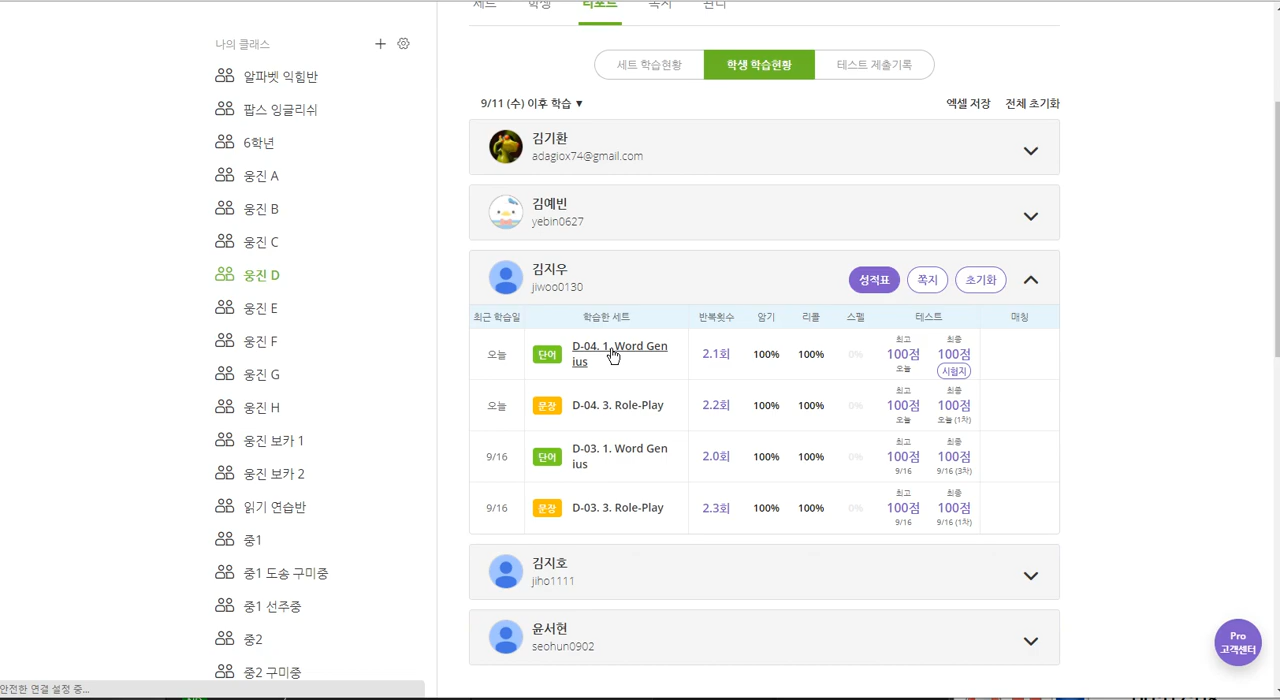 세트 학생 리포트 쪽지 관리
나의 클래스
알파벳 익힘반
팝스 잉글리쉬
6학년
웅진 A
웅진 B
웅진 C
웅진 D
웅진 E
웅진 F
웅진 G
웅진 H
웅진 보카 1
웅진 보카 2
읽기 연습반
중1
중1 도송 구미중
중1 선주중
중2
중2 구미중
안전한 연결 설정 중...
세트 학습현황 학생 학습현황 테스트 제출기록
9/11 (수) 이후 학습 ▼ 엑셀 저장 전체 초기화
김기환
adagiox74@gmail.com
김예빈
yebin0627
김지우
jiwoo0130
성적표 쪽지 초기화
최근 학습일 학습한 세트 반복횟수 암기 리콜 스펠 테스트 매칭
오늘 단어 D-04. 1. Word Gen
ius
2.1회 100% 100% 0%
최고 최종
100점 100점
오늘 시험지
오늘 문장 D-04. 3. Role-Play 2.2회 100% 100% 0%
최고 최종
100점 100점
오늘 오늘 (1차)
9/16 단어 D-03. 1. Word Gen
ius
2.0회 100% 100% 0%
최고 최종
100점 100점
9/16 9/16 (3차)
9/16 문장 D-03. 3. Role-Play 2.3회 100% 100% 0%
최고 최종
100점 100점
9/16 9/16 (1차)
김지호
jiho1111
윤서현
seohun0902
Pro
고객센터